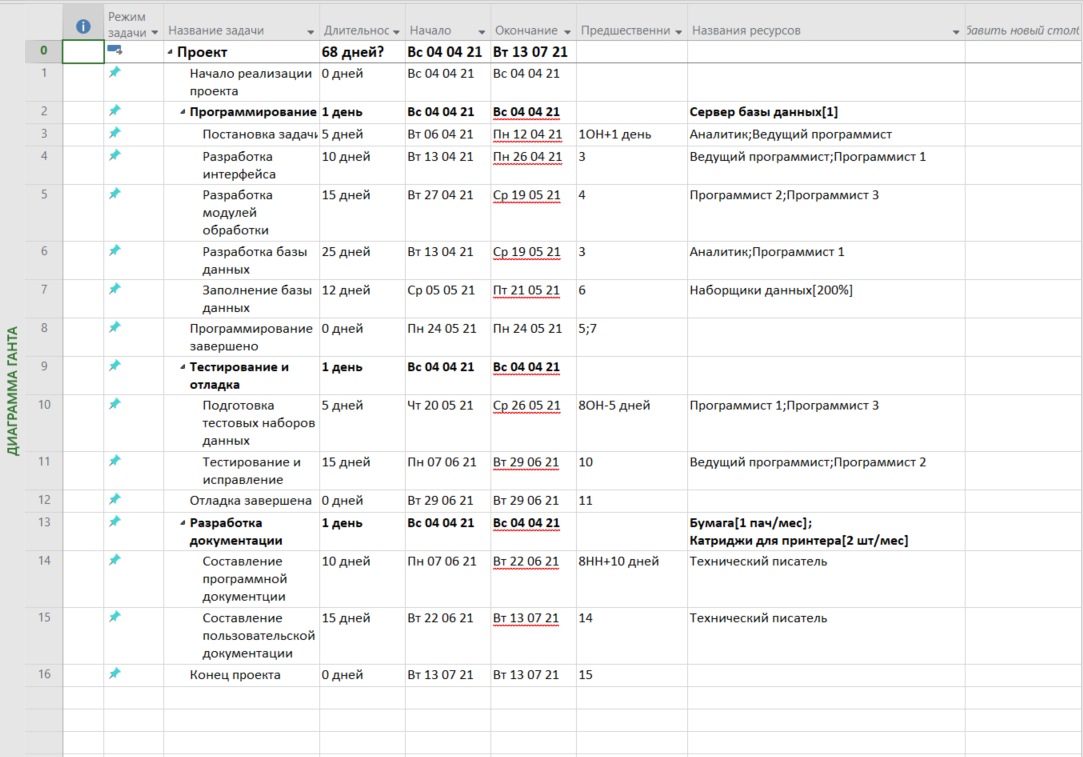 Режим
задачи Название задачи Длительнос Начало Окончание Предшественни Названия ресурсов бавить новый столб
0 Проект 68 дней? Вс 04 04 21 Вт 13 07 21
1 Начало реализации 0 дней Вс 04 04 21 Вс 04 04 21
проекта
2 Программирование 1 день Вс 04 04 21 Вс 04 04 21 Сервер базы данных[1]
3 Постановка задачи 5 дней Вт 06 04 21 Пн 12 04 21 1ОН+1 день Аналитик;Ведущий программист
4 Разработка 10 дней Вт 13 04 21 Пн 26 04 21 3 Ведущий программист;Программист 1
интерфейса
5 Разработка 15 дней Вт 27 04 21 Ср 19 05 21 4 Программист 2;Программист 3
модулей
обработки
6 Разработка базы 25 дней Вт 13 04 21 Ср 19 05 21 3 Аналитик;Программист 1
данных
7 Заполнение базы 12 дней Ср 05 05 21 Пт 21 05 21 6 Наборщики данных[200%]
данных
8 Программирование 0 дней Пн 24 05 21 Пн 24 05 21 5;7
завершено
9 Тестирование и 1 день Вс 04 04 21 Вс 04 04 21
отладка
10 Подготовка 5 дней Чт 20 05 21 Ср 26 05 21 8ОН-5 дней Программист 1;Программист 3
тестовых наборов
данных
11 Тестирование и 15 дней Пн 07 06 21 Вт 29 06 21 10 Ведущий программист;Программист 2
исправление
12 Отладка завершена 0 дней Вт 29 06 21 Вт 29 06 21 11
13 Разработка 1 день Вс 04 04 21 Вс 04 04 21 Бумага[1 пач/мес];
документации Катриджи для принтера[2 шт/мес]
14 Составление 10 дней Пн 07 06 21 Вт 22 06 21 8НН+10 дней Технический писатель
программной
документции
15 Составление 15 дней Вт 22 06 21 Вт 13 07 21 14 Технический писатель
пользовательской
документации
16 Конец проекта 0 дней Вт 13 07 21 Вт 13 07 21 15
ДИАГРАММА ГАНТА